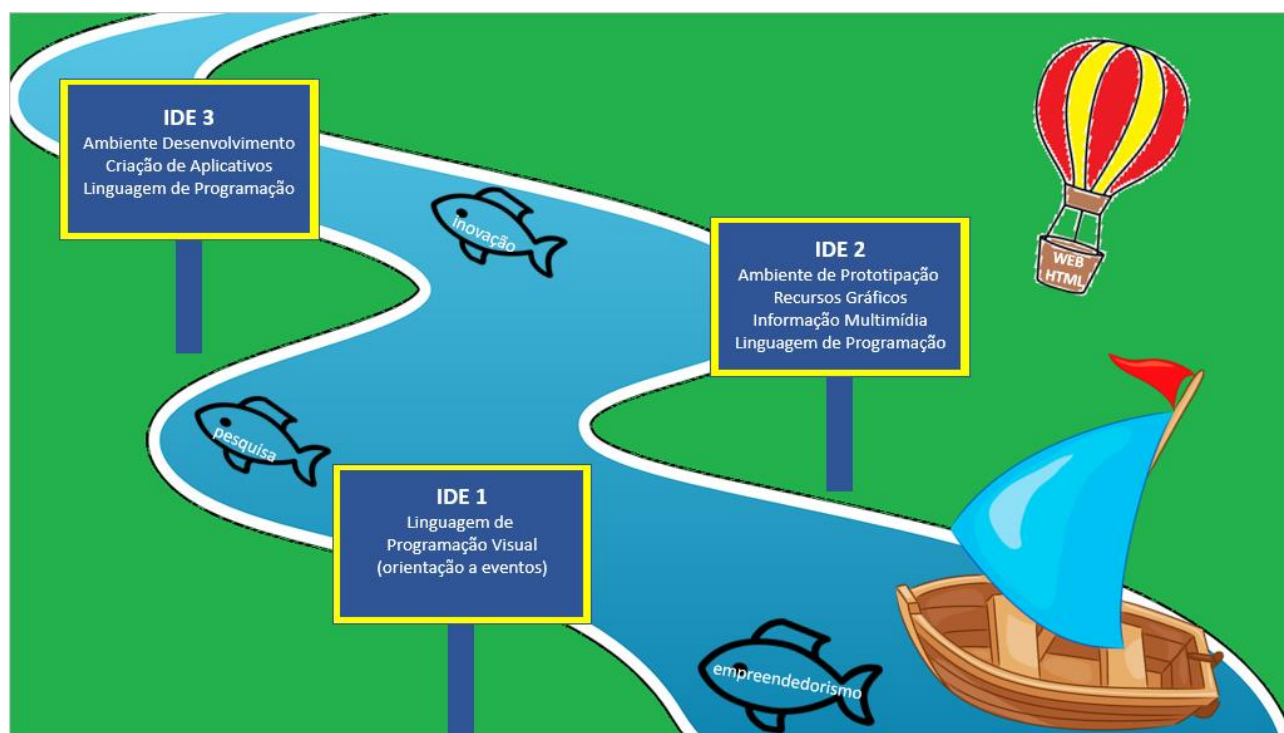 IDE 3
Ambiente Desenvolvimento
Criação de Aplicativos
Linguagem de Programação
inovação
IDE 2
Ambiente de Prototipação
Recursos Gráficos
Informação Multimídia
Linguagem de Programação
WEB
HTML
pesquisa
IDE 1
Linguagem de
Programação Visual
(orientação a eventos)
empreendedorismo